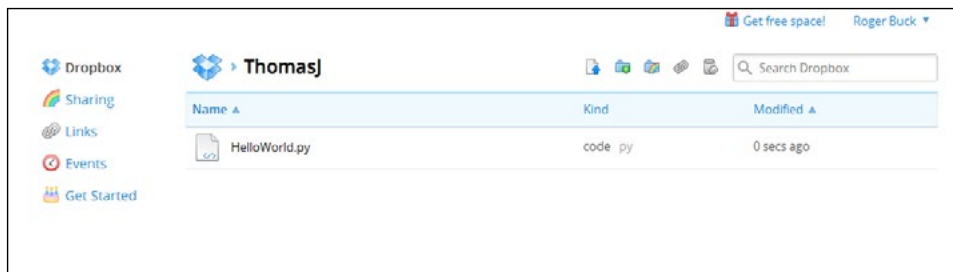 Get free space! Roger Buck ▼
Dropbox
Sharing
Links
Events
Get Started
› ThomasJ
Search Dropbox
Name ▲ Kind Modified ▲
HelloWorld.py code py 0 secs ago